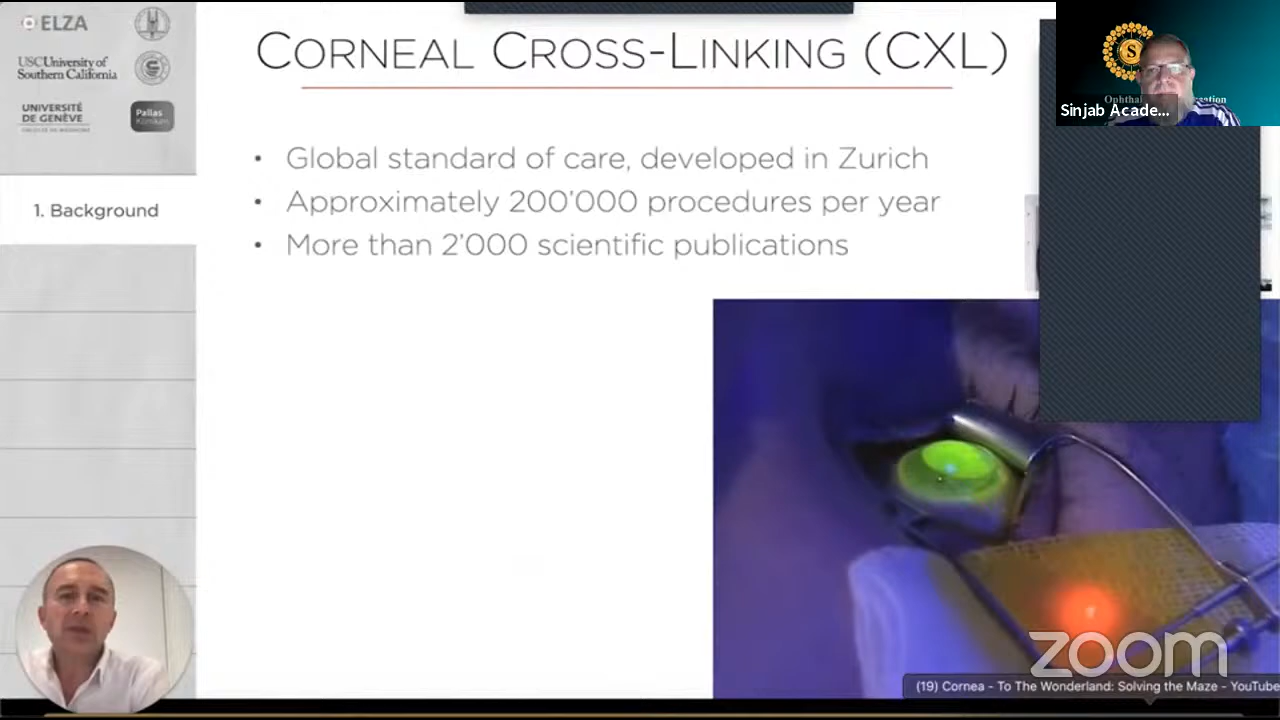 ELZA
USC University of
Southern California
UNIVERSITÉ
DE GENÈVE
Pallas
Kliniken
1. Background
CORNEAL CROSS-LINKING (CXL)
• Global standard of care, developed in Zurich
• Approximately 200'000 procedures per year
• More than 2'000 scientific publications
S
Sinjab Acade...
zoom
(19) Cornea - To The Wonderland: Solving the Maze - YouTube